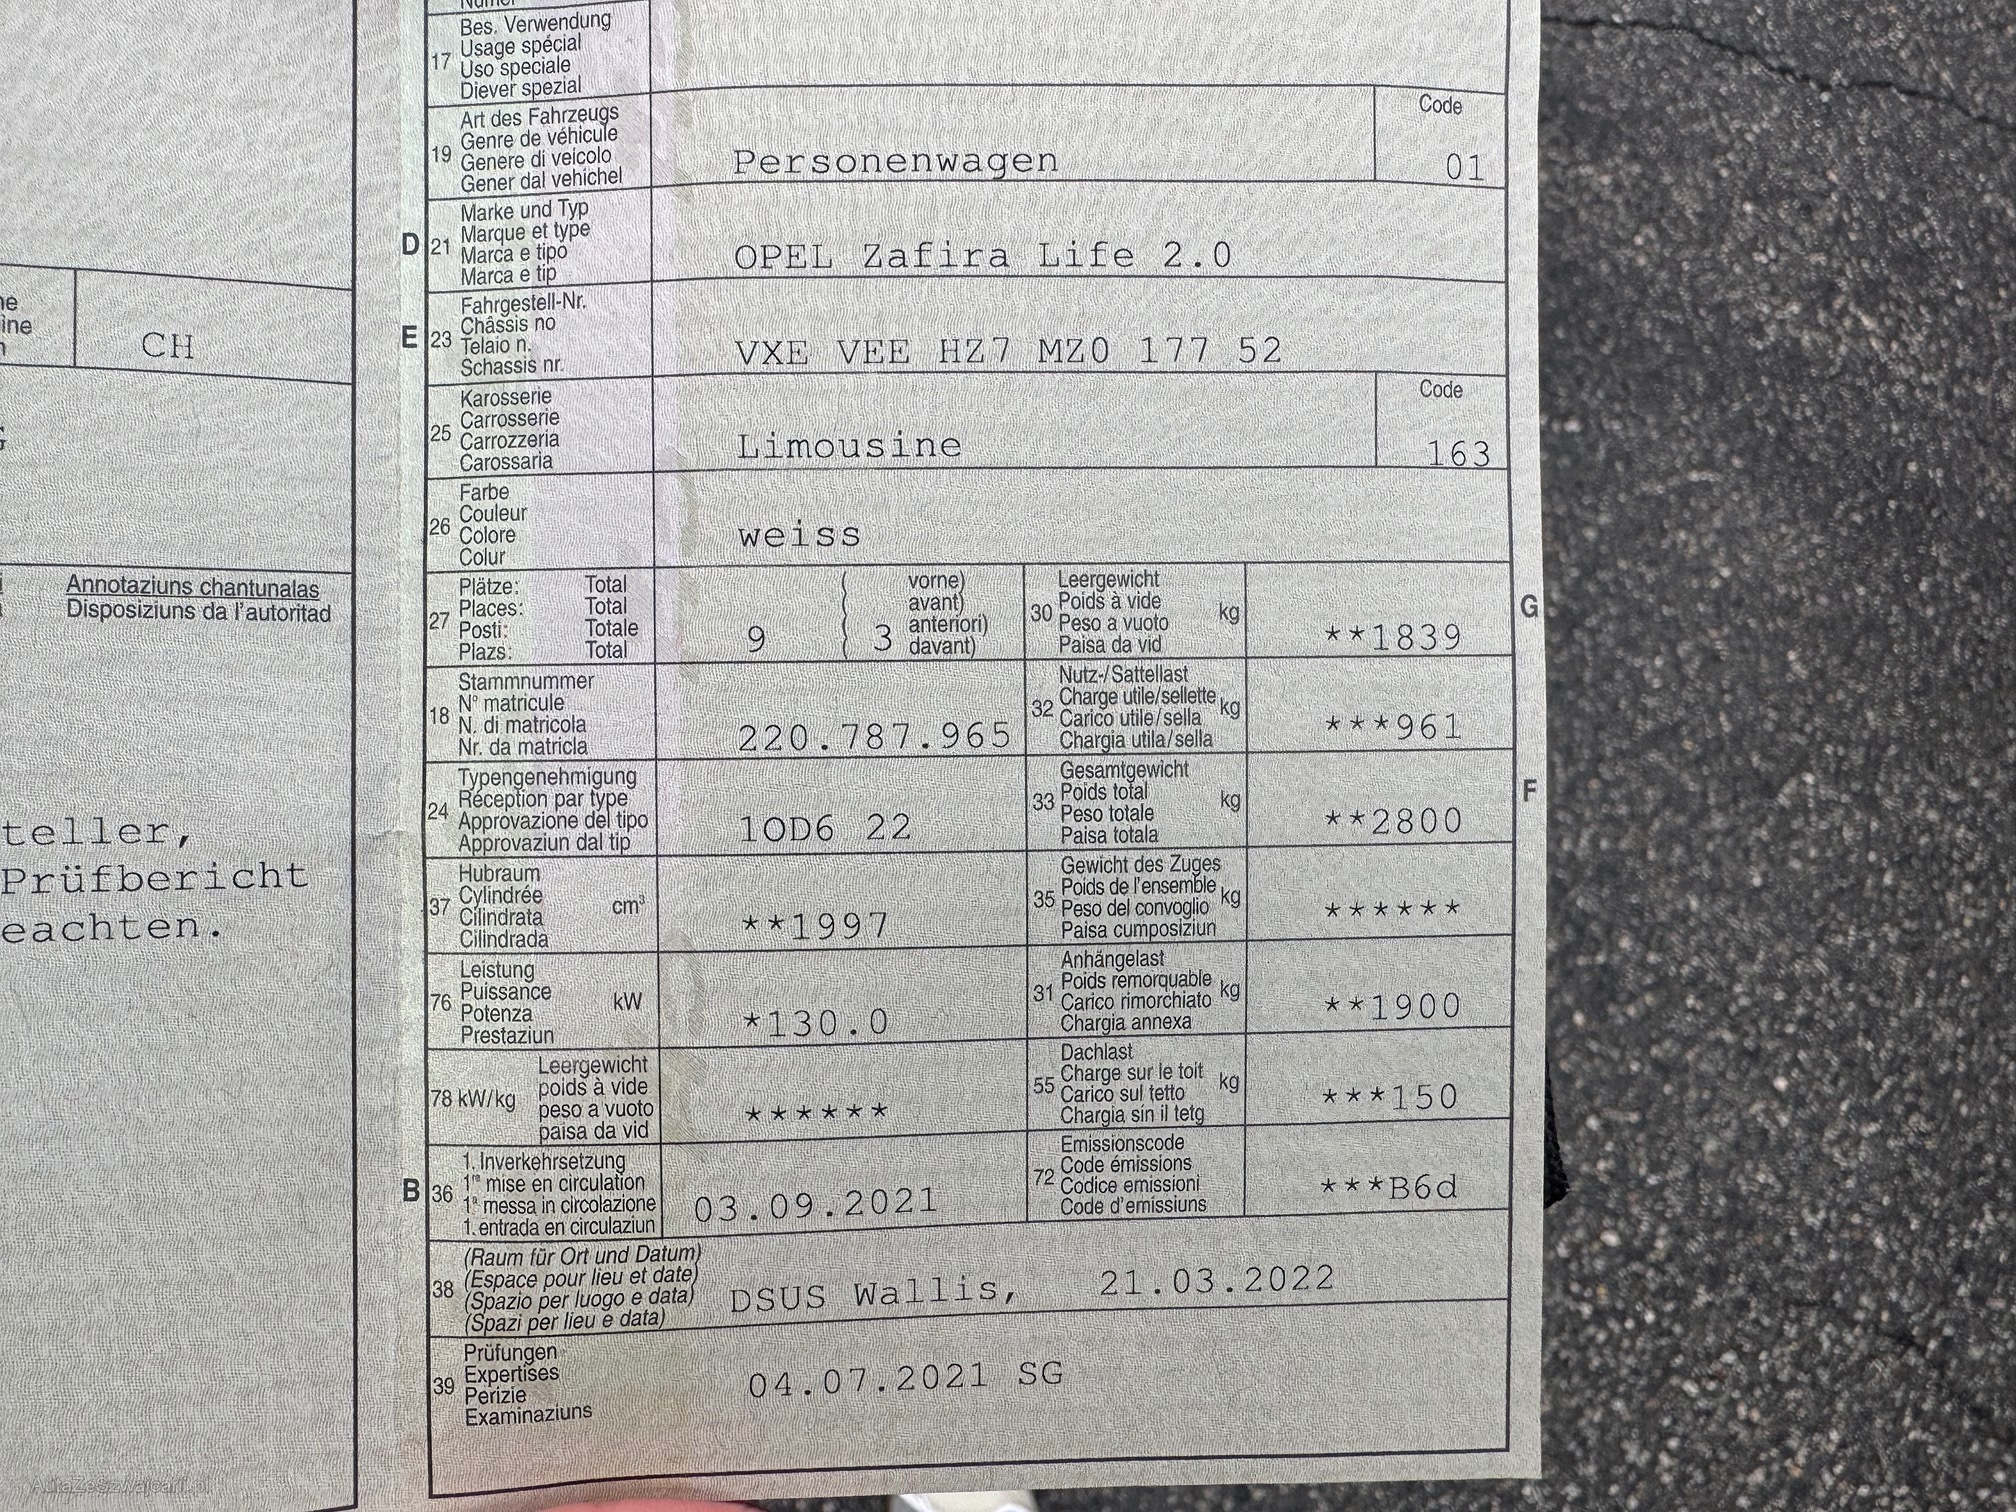 17 Bes. Verwendung
Usage spécial
Uso speciale
Diever spezial
19 Art des Fahrzeugs
Genre de véhicule
Genere di veicolo
Gener dal vehichel
Personenwagen
Code
01
D 21 Marke und Typ
Marque et type
Marca e tipo
Marca e tip
OPEL Zafira Life 2.0
E 23 Fahrgestell-Nr.
Châssis no
Telaio n.
Schassis nr.
VXE VEE HZ7 MZ0 177 52
25 Karosserie
Carrosserie
Carrozzeria
Carossaria
Limousine
Code
163
26 Farbe
Couleur
Colore
Colur
weiss
27 Plätze: Total
Places: Total
Posti: Totale
Plazs: Total
9
3
vorne)
avant)
anteriori)
davant)
30 Leergewicht
Poids à vide
Peso a vuoto
Paisa da vid
kg
**1839
G
18 Stammnummer
N° matricule
N. di matricola
Nr. da matricla
220.787.965
32 Nutz-/Sattellast
Charge utile/sellette
Carico utile/sella
Chargia utila/sella
kg
***961
24 Typengenehmigung
Réception par type
Approvazione del tipo
Approvaziun dal tip
1OD6 22
33 Gesamtgewicht
Poids total
Peso totale
Paisa totala
kg
**2800
F
37 Hubraum
Cylindrée
Cilindrata
Cilindrada
cm³
**1997
35 Gewicht des Zuges
Poids de l'ensemble
Peso del convoglio
Paisa cumposiziun
kg
******
76 Leistung
Puissance
Potenza
Prestaziun
kW
*130.0
31 Anhängelast
Poids remorquable
Carico rimorchiato
Chargia annexa
kg
**1900
78 kW/kg
Leergewicht
poids à vide
peso a vuoto
paisa da vid
******
55 Dachlast
Charge sur le toit
Carico sul tetto
Chargia sin il tetg
kg
***150
B 36 1. Inverkehrsetzung
1re mise en circulation
1a messa in circolazione
1. entrada en circulaziun
03.09.2021
72 Emissionscode
Code émissions
Codice emissioni
Code d'emissiuns
***B6d
38 (Raum für Ort und Datum)
(Espace pour lieu et date)
(Spazio per luogo e data)
(Spazi per lieu e data)
DSUS Wallis, 21.03.2022
39 Prüfungen
Expertises
Perizie
Examinaziuns
04.07.2021 SG
CH
Annotaziuns chantunalas
Disposiziuns da l'autoritad
teller,
Prüfbericht
eachten.
AutaZeSzwajcarii.pl